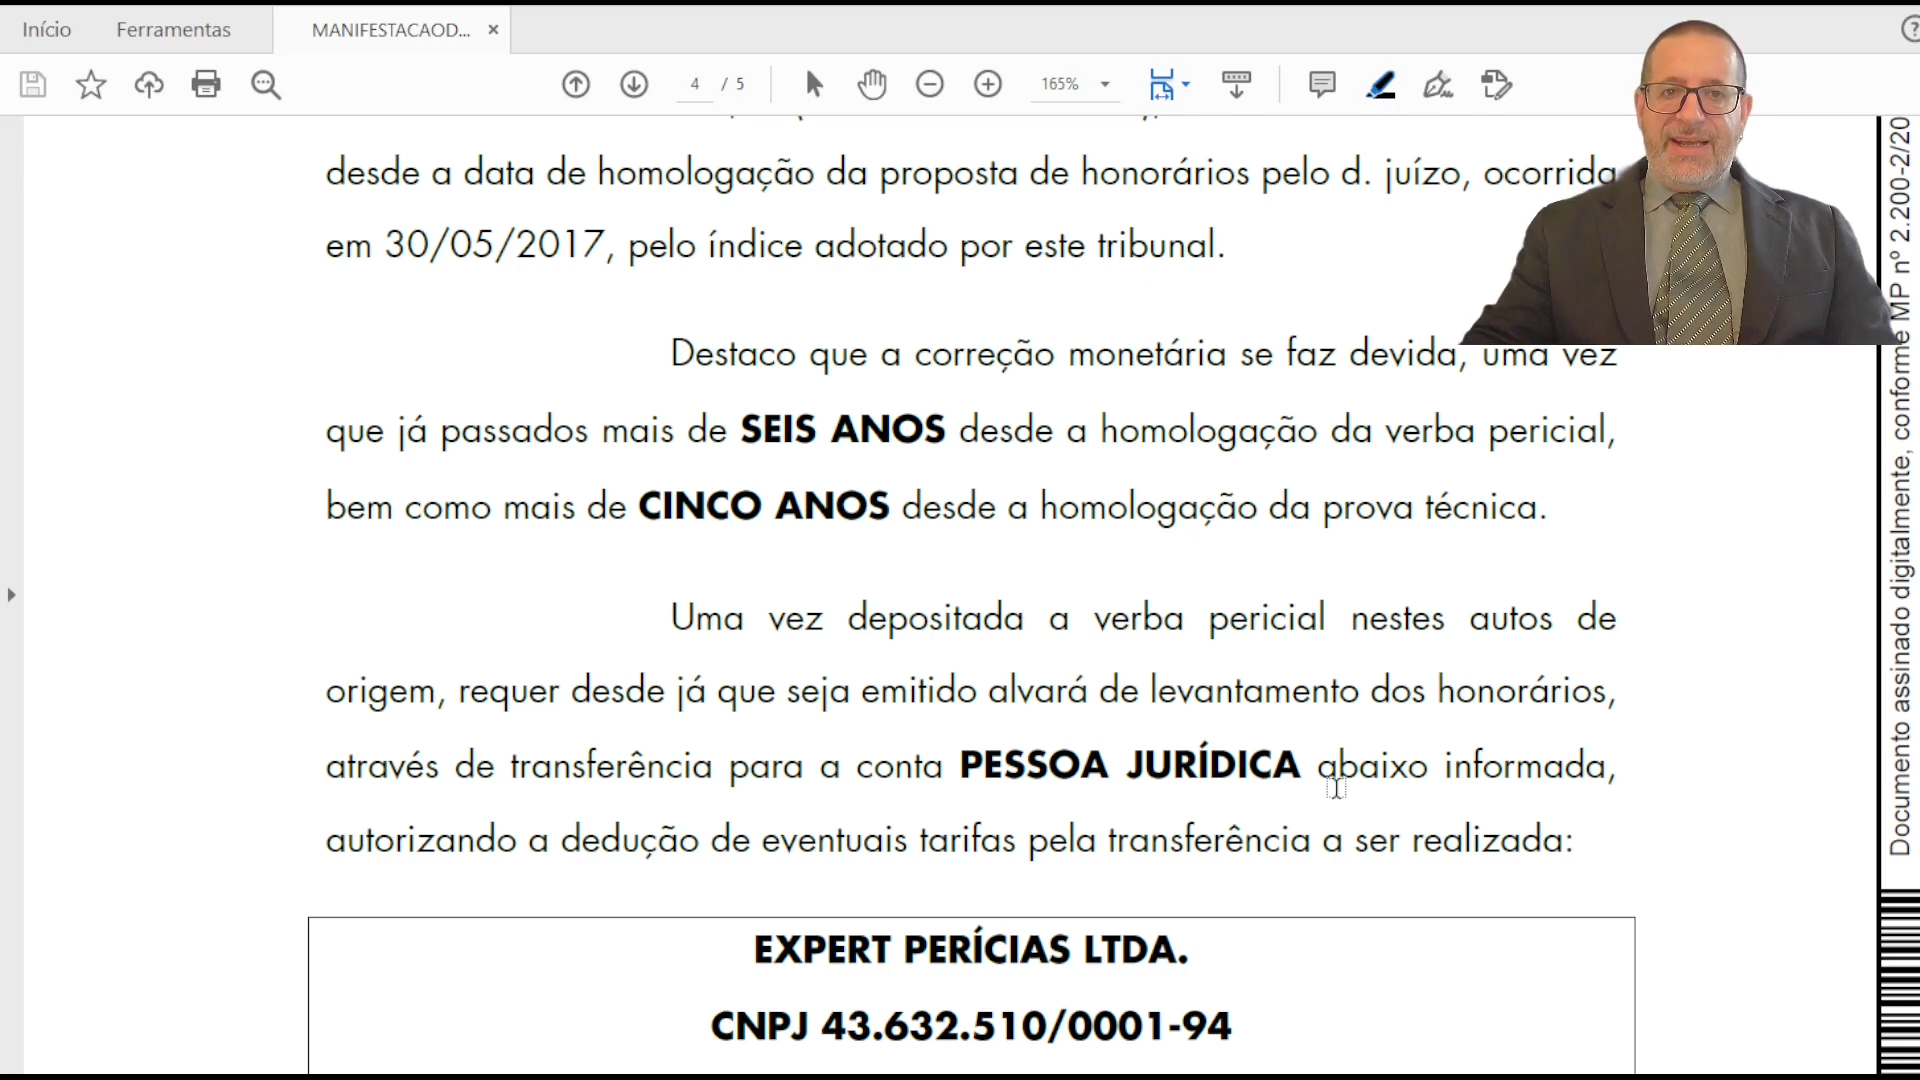 Início
Ferramentas
MANIFESTACAOD... ×
4 / 5
165%
desde a data de homologação da proposta de honorários pelo d. juízo, ocorrida
em 30/05/2017, pelo índice adotado por este tribunal.
Destaco que a correção monetária se faz devida, uma vez
que já passados mais de SEIS ANOS desde a homologação da verba pericial,
bem como mais de CINCO ANOS desde a homologação da prova técnica.
Uma vez depositada a verba pericial nestes autos de
origem, requer desde já que seja emitido alvará de levantamento dos honorários,
através de transferência para a conta PESSOA JURÍDICA abaixo informada,
autorizando a dedução de eventuais tarifas pela transferência a ser realizada:
EXPERT PERÍCIAS LTDA.
CNPJ 43.632.510/0001-94
Documento assinado digitalmente, conforme MP nº 2.200-2/20